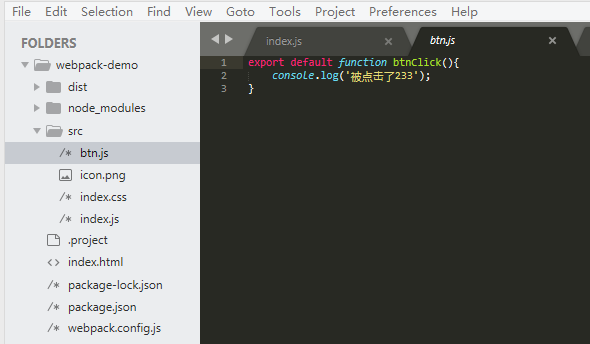 File Edit Selection Find View Goto Tools Project Preferences Help
FOLDERS
webpack-demo
dist
node_modules
src
btn.js
icon.png
index.css
index.js
.project
index.html
package-lock.json
package.json
webpack.config.js
index.js btn.js
1 export default function btnClick(){
2 console.log('被点击了233');
3 }